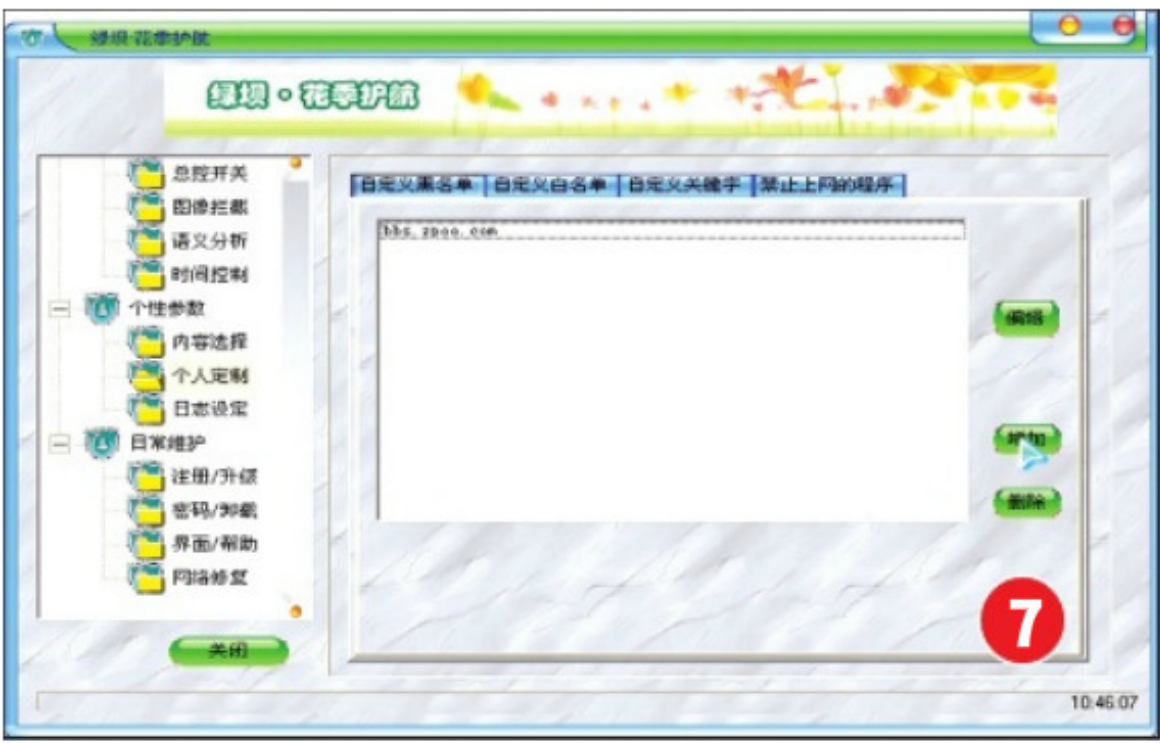 绿坝·花季护航
绿坝·花季护航
总控开关
图像拦截
语义分析
时间控制
个性参数
内容选择
个人定制
日志设定
日常维护
注册/升级
密码/卸载
界面/帮助
网络修复
关闭
自定义黑名单 自定义白名单 自定义关键字 禁止上网的程序
编辑
增加
删除
7
10:46:07